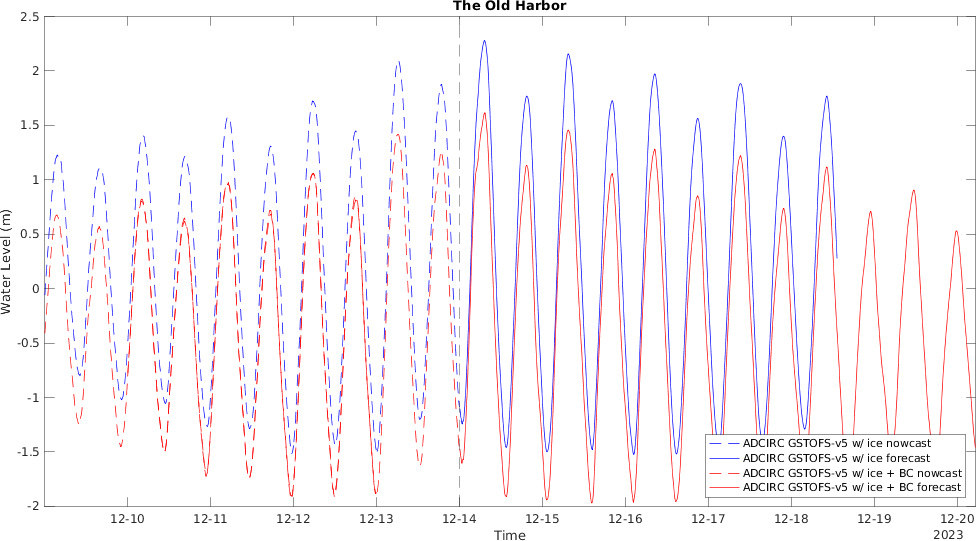 The Old Harbor
2.5
2
1.5
1
0.5
0
-0.5
-1
-1.5
-2
Water Level (m)
ADCIRC GSTOFS-v5 w/ ice nowcast
ADCIRC GSTOFS-v5 w/ ice forecast
ADCIRC GSTOFS-v5 w/ ice + BC nowcast
ADCIRC GSTOFS-v5 w/ ice + BC forecast
12-10 12-11 12-12 12-13 12-14 12-15 12-16 12-17 12-18 12-19 12-20
Time 2023